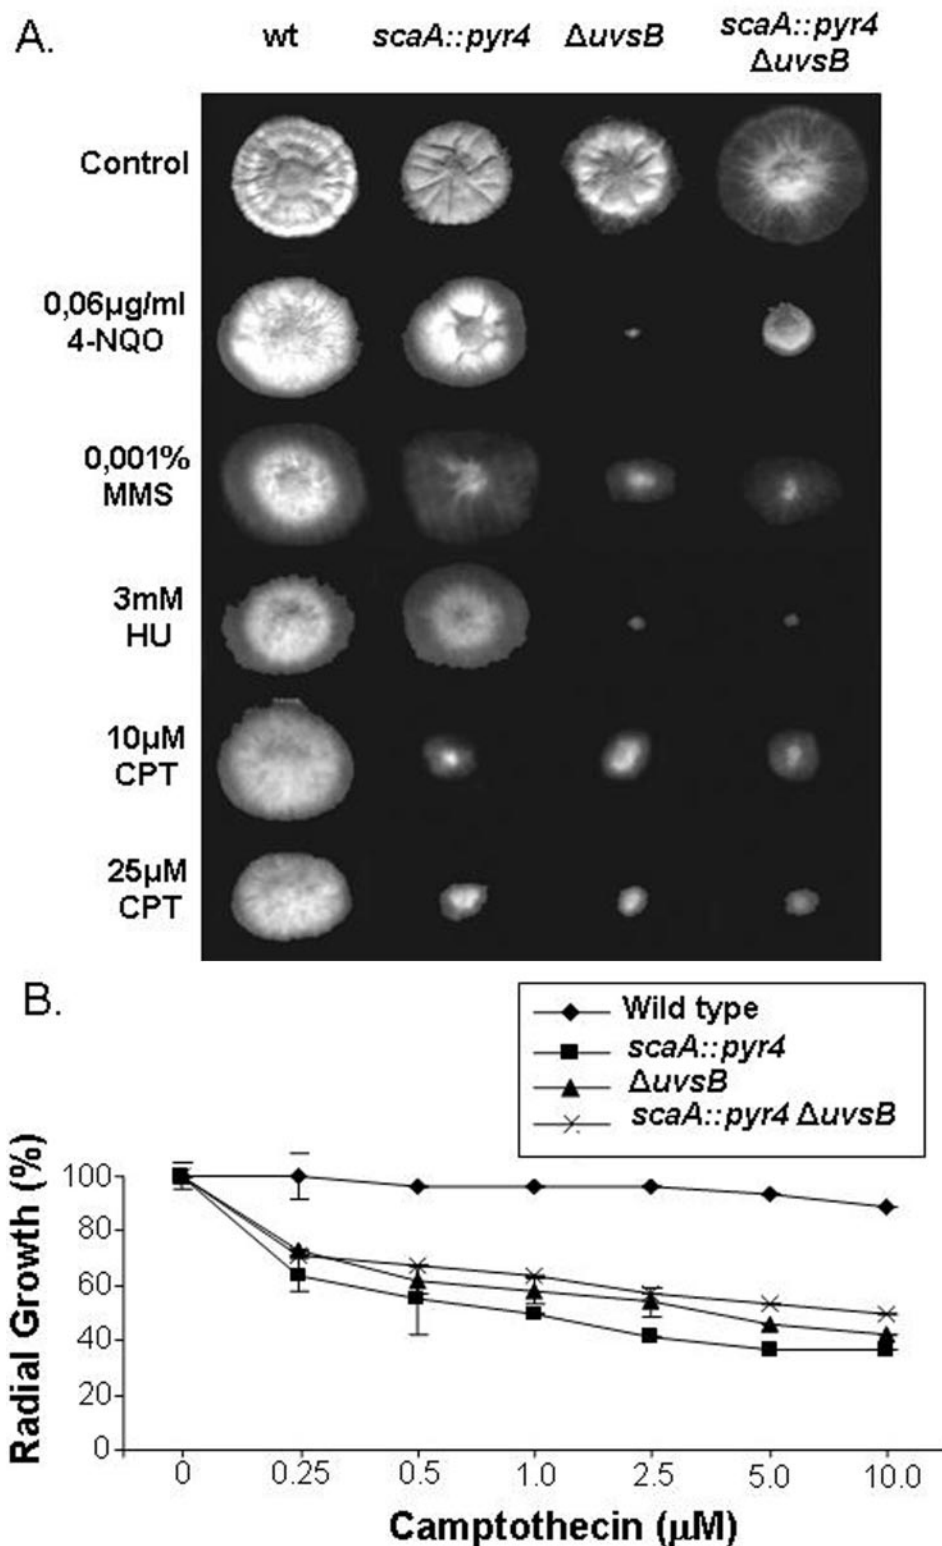 A.
wt scaA::pyr4 ΔuvsB scaA::pyr4
ΔuvsB
Control
0,06µg/ml
4-NQO
0,001%
MMS
3mM
HU
10µM
CPT
25µM
CPT
B.
Wild type
scaA::pyr4
ΔuvsB
scaA::pyr4 ΔuvsB
Radial Growth (%)
100
80
60
40
20
0
0 0.25 0.5 1.0 2.5 5.0 10.0
Camptothecin (µM)